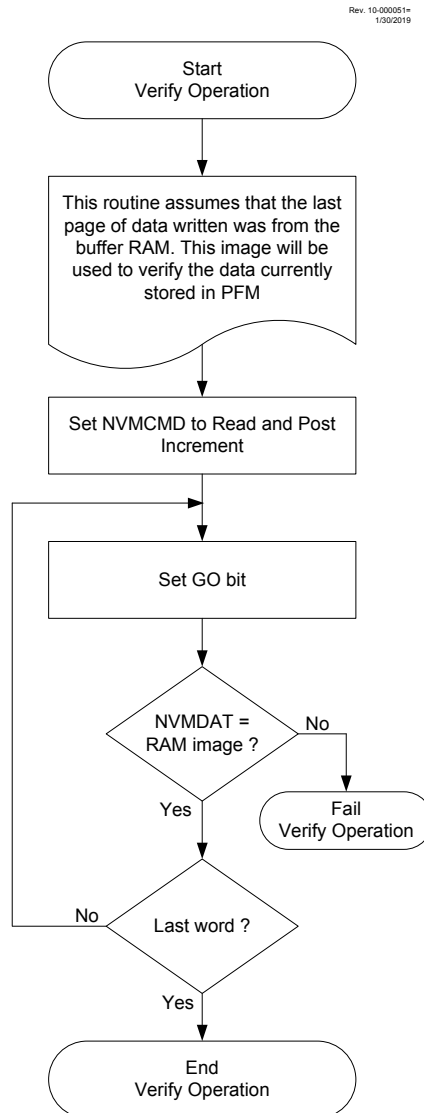 Rev. 10-000051=
1/30/2019
Start
Verify Operation
This routine assumes that the last
page of data written was from the
buffer RAM. This image will be
used to verify the data currently
stored in PFM
Set NVMCMD to Read and Post
Increment
Set GO bit
NVMDAT =
RAM image ?
No
Yes
Fail
Verify Operation
No
Last word ?
Yes
End
Verify Operation